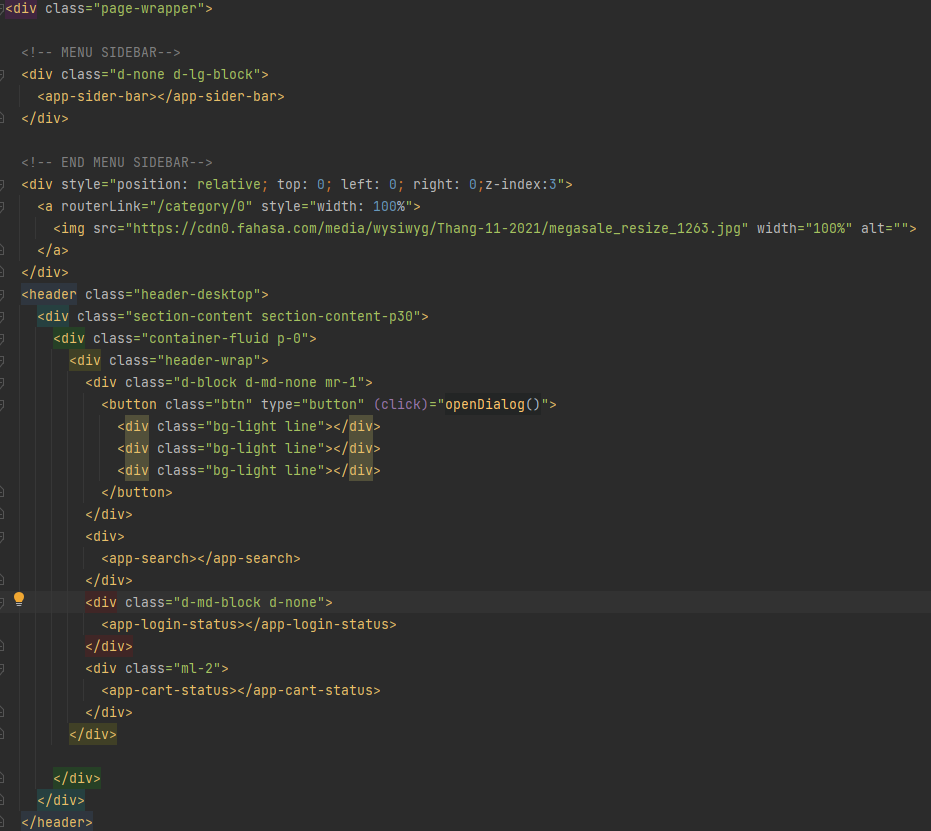 <div class="page-wrapper">
<!-- MENU SIDEBAR-->
<div class="d-none d-lg-block">
<app-sider-bar></app-sider-bar>
</div>
<!-- END MENU SIDEBAR-->
<div style="position: relative; top: 0; left: 0; right: 0;z-index:3">
<a routerLink="/category/0" style="width: 100%">
<img src="https://cdn0.fahasa.com/media/wysiwyg/Thang-11-2021/megasale_resize_1263.jpg" width="100%" alt="">
</a>
</div>
<header class="header-desktop">
<div class="section-content section-content-p30">
<div class="container-fluid p-0">
<div class="header-wrap">
<div class="d-block d-md-none mr-1">
<button class="btn" type="button" (click)="openDialog()">
<div class="bg-light line"></div>
<div class="bg-light line"></div>
<div class="bg-light line"></div>
</button>
</div>
<div>
<app-search></app-search>
</div>
<div class="d-md-block d-none">
<app-login-status></app-login-status>
</div>
<div class="ml-2">
<app-cart-status></app-cart-status>
</div>
</div>
</div>
</div>
</header>